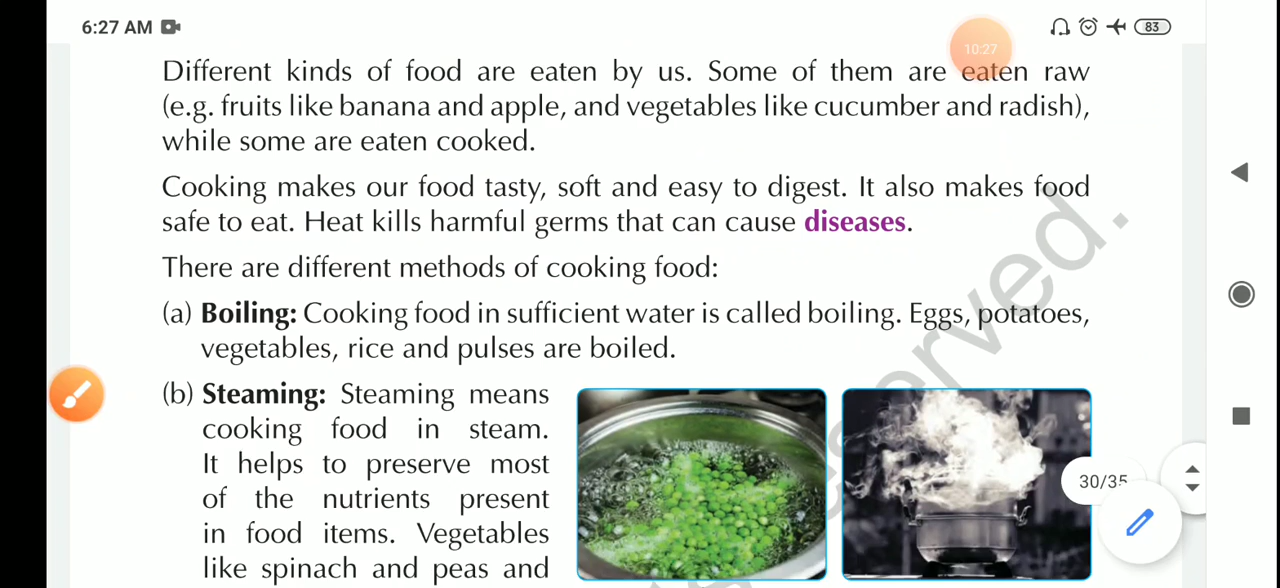 6:27 AM
83
10:27
Different kinds of food are eaten by us. Some of them are eaten raw
(e.g. fruits like banana and apple, and vegetables like cucumber and radish),
while some are eaten cooked.
Cooking makes our food tasty, soft and easy to digest. It also makes food
safe to eat. Heat kills harmful germs that can cause diseases.
There are different methods of cooking food:
(a) Boiling: Cooking food in sufficient water is called boiling. Eggs, potatoes,
vegetables, rice and pulses are boiled.
(b) Steaming: Steaming means
cooking food in steam.
It helps to preserve most
of the nutrients present
in food items. Vegetables
like spinach and peas and
30/35